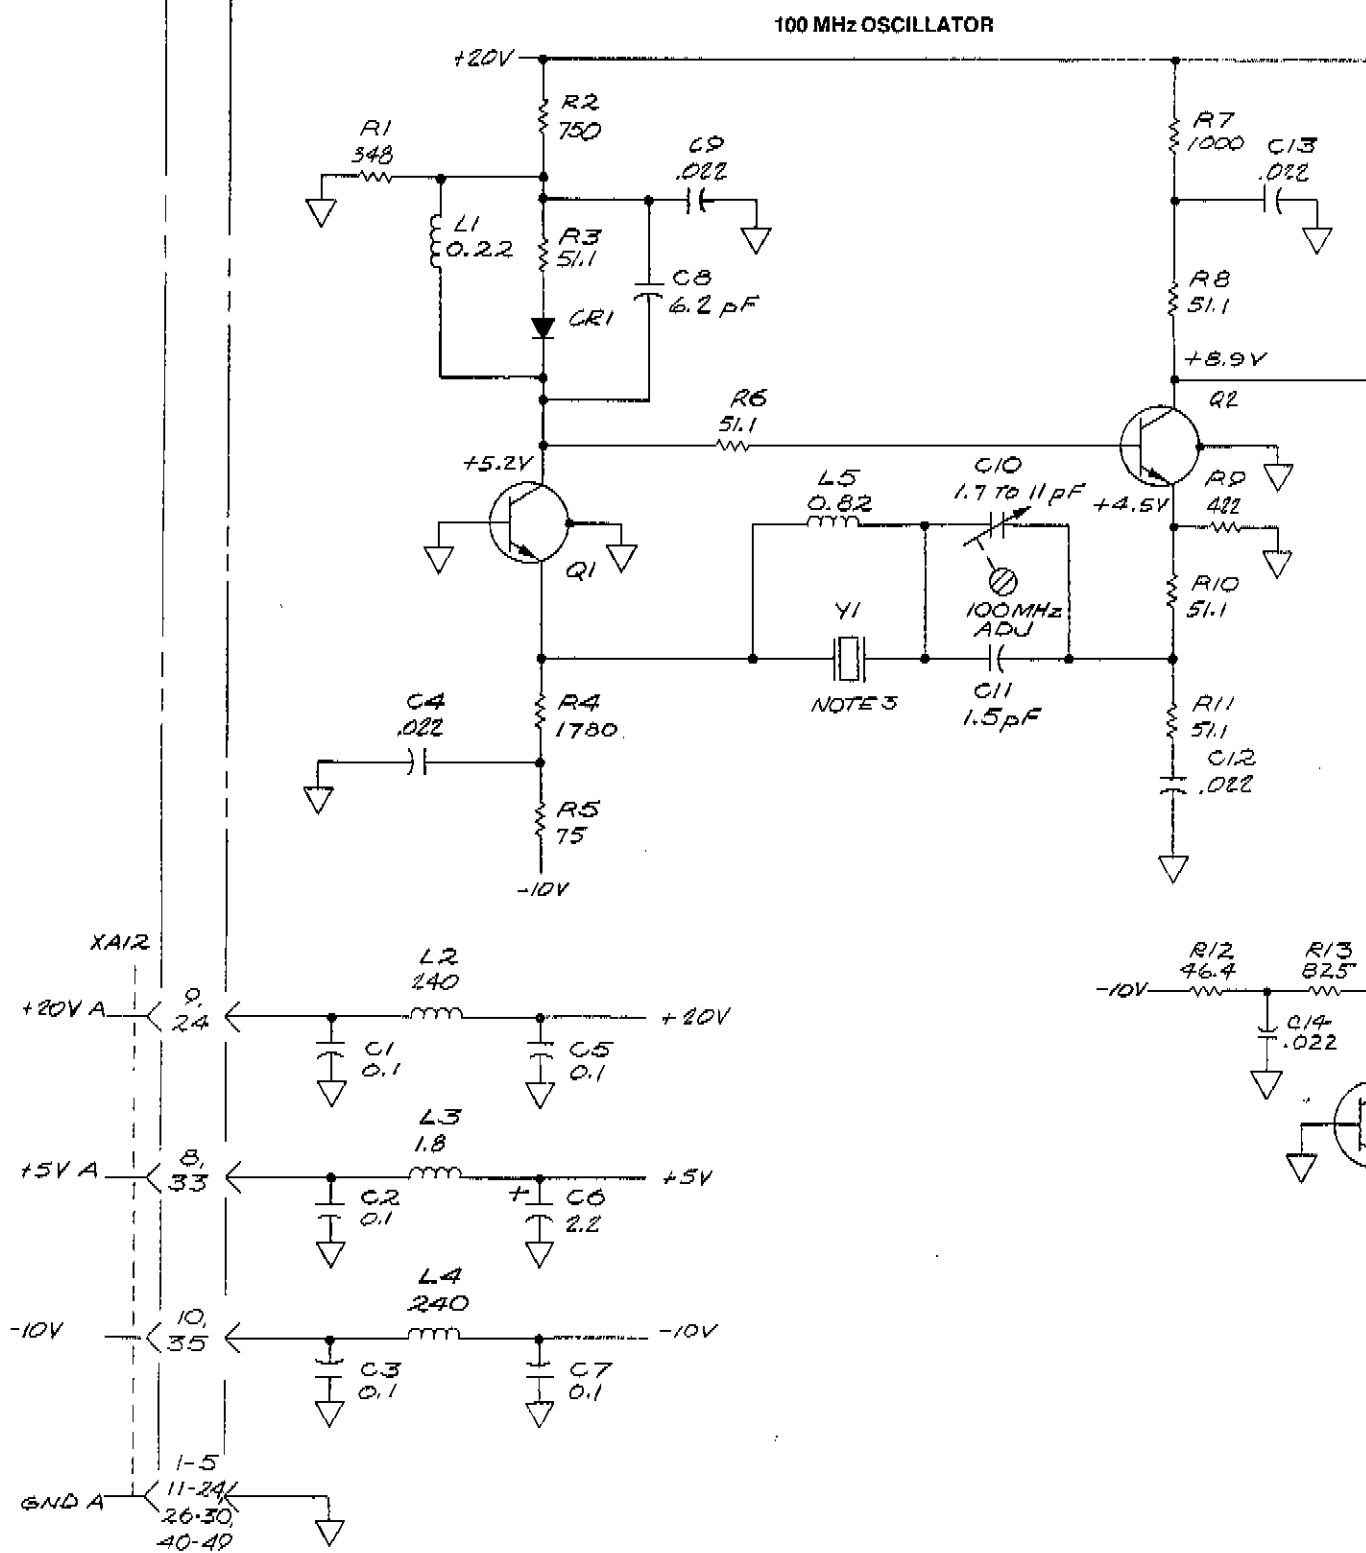 100 MHz OSCILLATOR
+20V
R2
750
R1
348
C9
.022
R7
1000
C13
.022
L1
0.22
R3
51.1
C8
6.2 pF
R8
51.1
CR1
+8.9V
R6
51.1
Q2
+5.2V
L5
0.82
C10
1.7 TO 11 pF
+4.5V
R9
422
Q1
Y1
100MHz
ADJ
R10
51.1
NOTE 3
C11
1.5pF
C4
.022
R4
1780
R11
51.1
C12
.022
R5
75
-10V
XA12
L2
240
R12
46.4
R13
825
-10V
+20V A
9,
24
+20V
C1
0.1
C5
0.1
C14
.022
L3
1.8
+5V A
8,
33
+5V
C2
0.1
+
C6
2.2
L4
240
-10V
10,
35
-10V
C3
0.1
C7
0.1
GND A
1-5
11-24,
26-30,
40-49